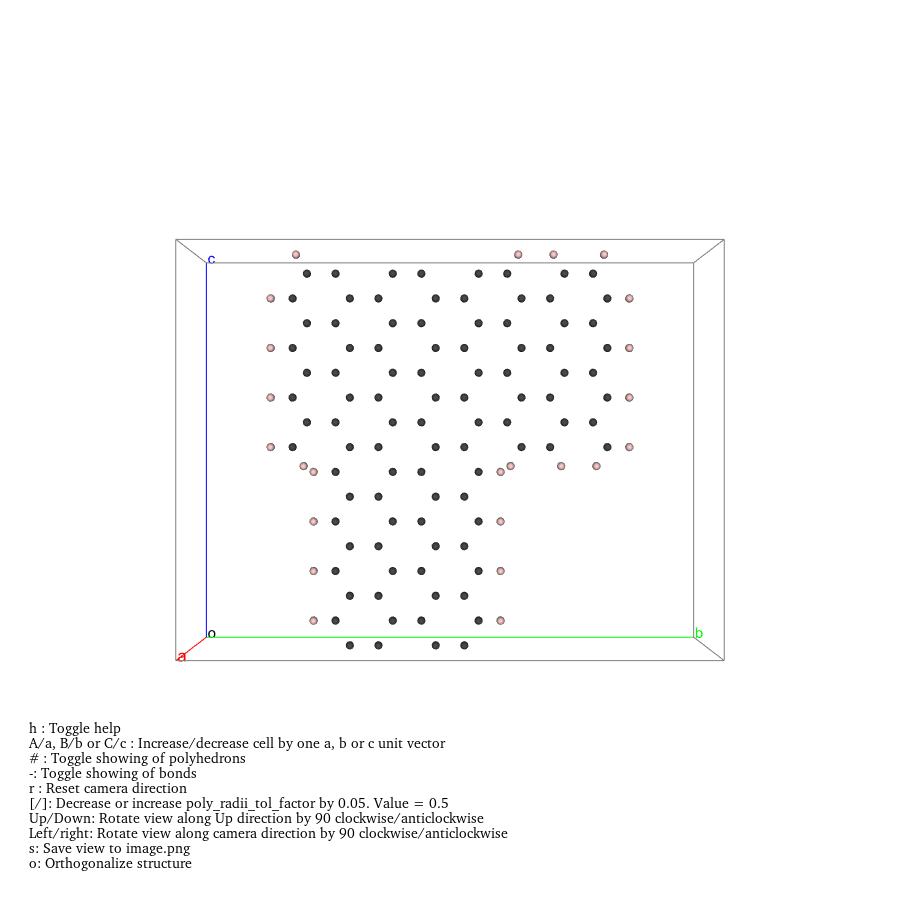 c
o
b
a
h : Toggle help
A/a, B/b or C/c : Increase/decrease cell by one a, b or c unit vector
# : Toggle showing of polyhedrons
-: Toggle showing of bonds
r : Reset camera direction
[/]: Decrease or increase poly_radii_tol_factor by 0.05. Value = 0.5
Up/Down: Rotate view along Up direction by 90 clockwise/anticlockwise
Left/right: Rotate view along camera direction by 90 clockwise/anticlockwise
s: Save view to image.png
o: Orthogonalize structure